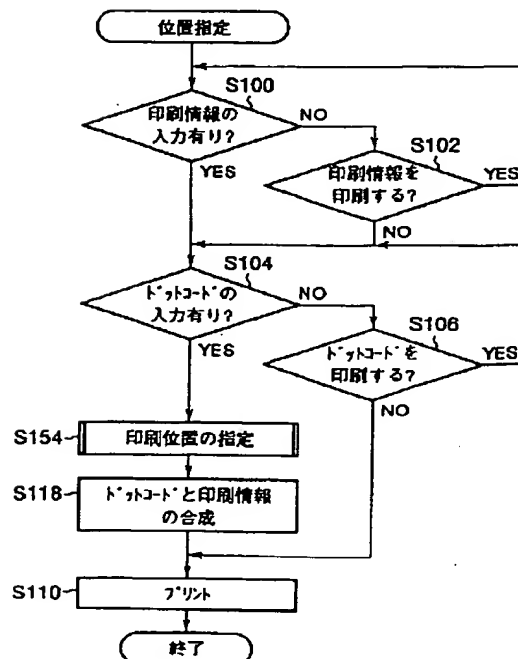 位置指定
S100
印刷情報の
入力有り?
NO
YES
S102
印刷情報を
印刷する?
YES
NO
S104
ドットコードの
入力有り?
NO
YES
S106
ドットコードを
印刷する?
YES
NO
S154
印刷位置の指定
S118
ドットコードと印刷情報
の合成
S110
プリント
終了